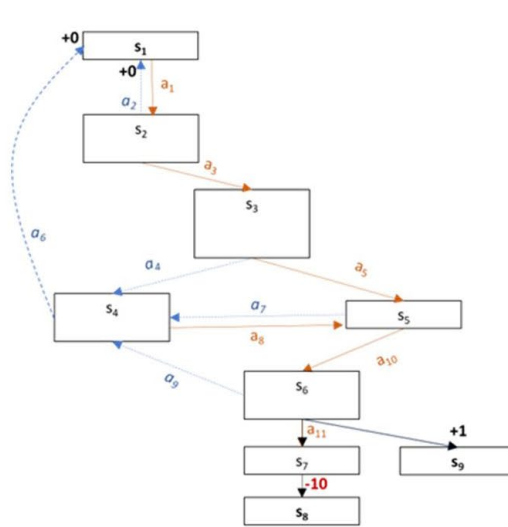 +0
s₁
+0
a₁
a₂
s₂
a₃
s₃
a₆
a₄
a₅
s₄
a₇
s₅
a₈
a₁₀
a₉
s₆
a₁₁
+1
s₇
s₉
-10
s₈